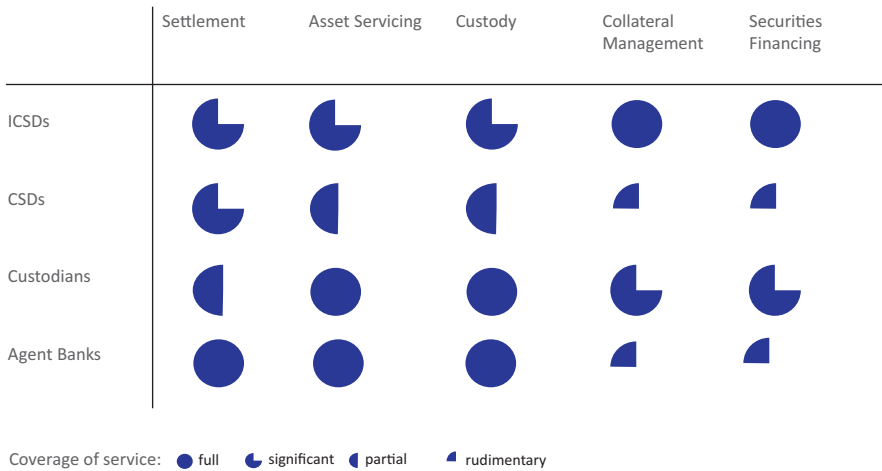 Settlement
Asset Servicing
Custody
Collateral
Management
Securities
Financing
ICSDs
CSDs
Custodians
Agent Banks
Coverage of service: full significant partial rudimentary